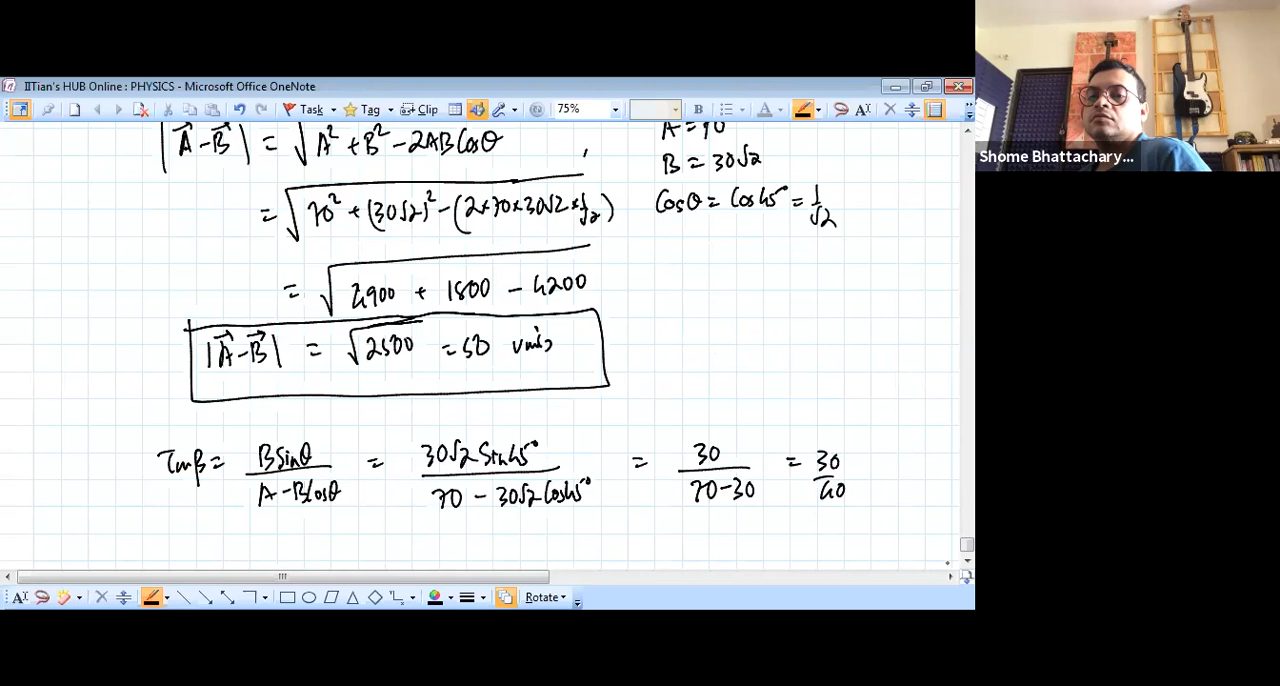 IITian's HUB Online : PHYSICS - Microsoft Office OneNote
Task Tag Clip 75% B A
|A⃗-B⃗| = √A² + B² - 2AB Cosθ
A = 70
B = 30√2
= √70² + (30√2)² - (2×70×30√2 × 1/√2)
Cosθ = Cos45° = 1/√2
= √4900 + 1800 - 4200
|A⃗-B⃗| = √2500 = 50 units
Tanβ = Bsinθ / A-Bcosθ = 30√2 Sin45° / 70 - 30√2 Cos45° = 30 / 70-30 = 30 / 40
Rotate
Shome Bhattachary...